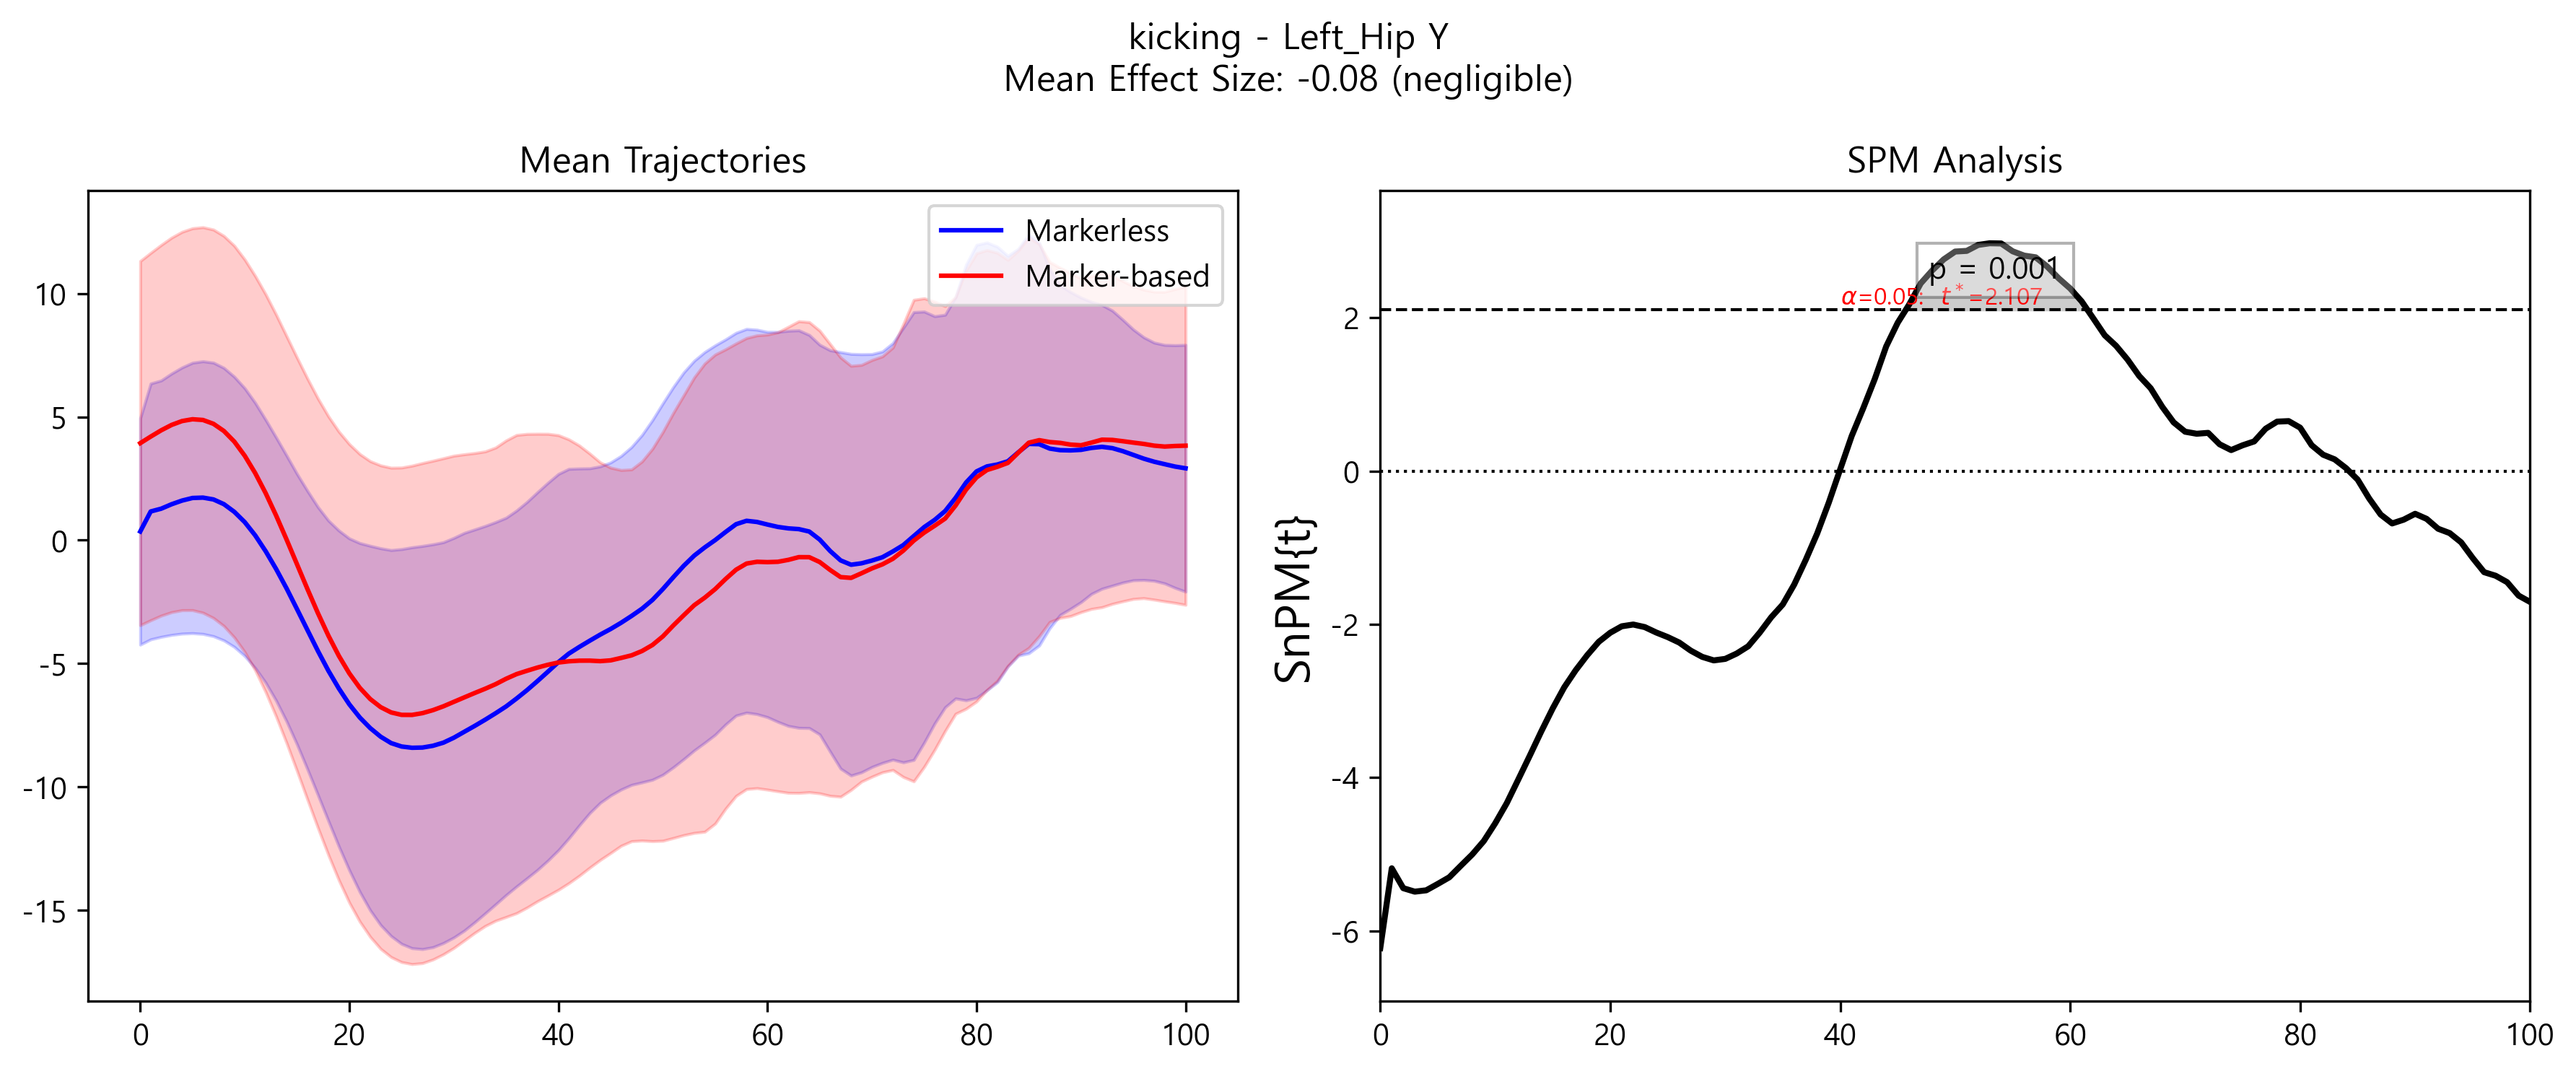 kicking - Left_Hip Y
Mean Effect Size: -0.08 (negligible)
Mean Trajectories
Markerless
Marker-based
10
5
0
-5
-10
-15
0 20 40 60 80 100
SPM Analysis
SnPM{t}
p = 0.001
α=0.05: t*=2.107
2
0
-2
-4
-6
0 20 40 60 80 100